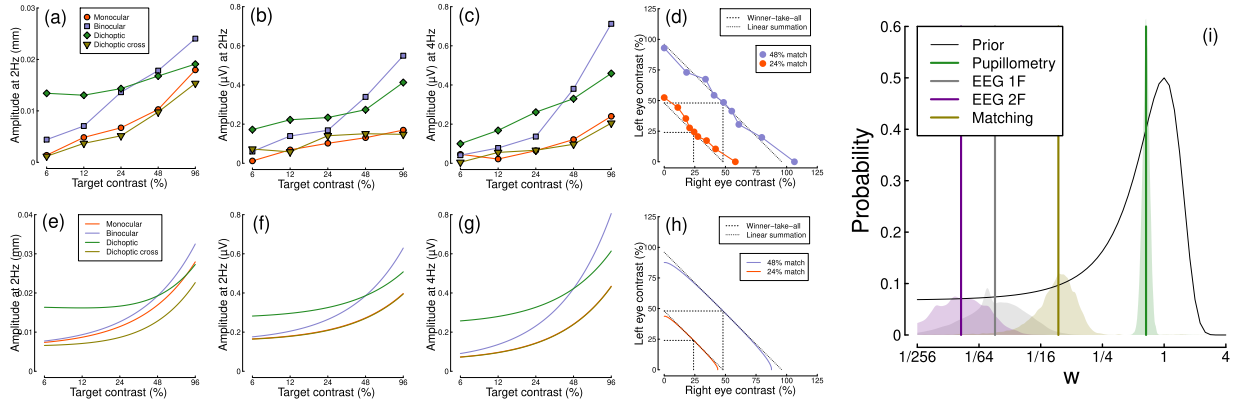 (a)
Amplitude at 2Hz (mm)
0.03
0.02
0.01
0
Monocular
Binocular
Dichoptic
Dichoptic cross
6 12 24 48 96
Target contrast (%)
(b)
Amplitude (µV) at 2Hz
0.8
0.6
0.4
0.2
0
6 12 24 48 96
Target contrast (%)
(c)
Amplitude (µV) at 4Hz
0.8
0.6
0.4
0.2
0
6 12 24 48 96
Target contrast (%)
(d)
Left eye contrast (%)
125
100
75
50
25
0
Winner-take-all
Linear summation
48% match
24% match
0 25 50 75 100 125
Right eye contrast (%)
(e)
Amplitude at 2Hz (mm)
0.04
0.03
0.02
0.01
0
Monocular
Binocular
Dichoptic
Dichoptic cross
6 12 24 48 96
Target contrast (%)
(f)
Amplitude at 2Hz (µV)
0.8
0.6
0.4
0.2
0
6 12 24 48 96
Target contrast (%)
(g)
Amplitude at 4Hz (µV)
0.8
0.6
0.4
0.2
0
6 12 24 48 96
Target contrast (%)
(h)
Left eye contrast (%)
125
100
75
50
25
0
Winner-take-all
Linear summation
48% match
24% match
0 25 50 75 100 125
Right eye contrast (%)
(i)
Probability
0.6
0.5
0.4
0.3
0.2
0.1
0
Prior
Pupillometry
EEG 1F
EEG 2F
Matching
1/256 1/64 1/16 1/4 1 4
w